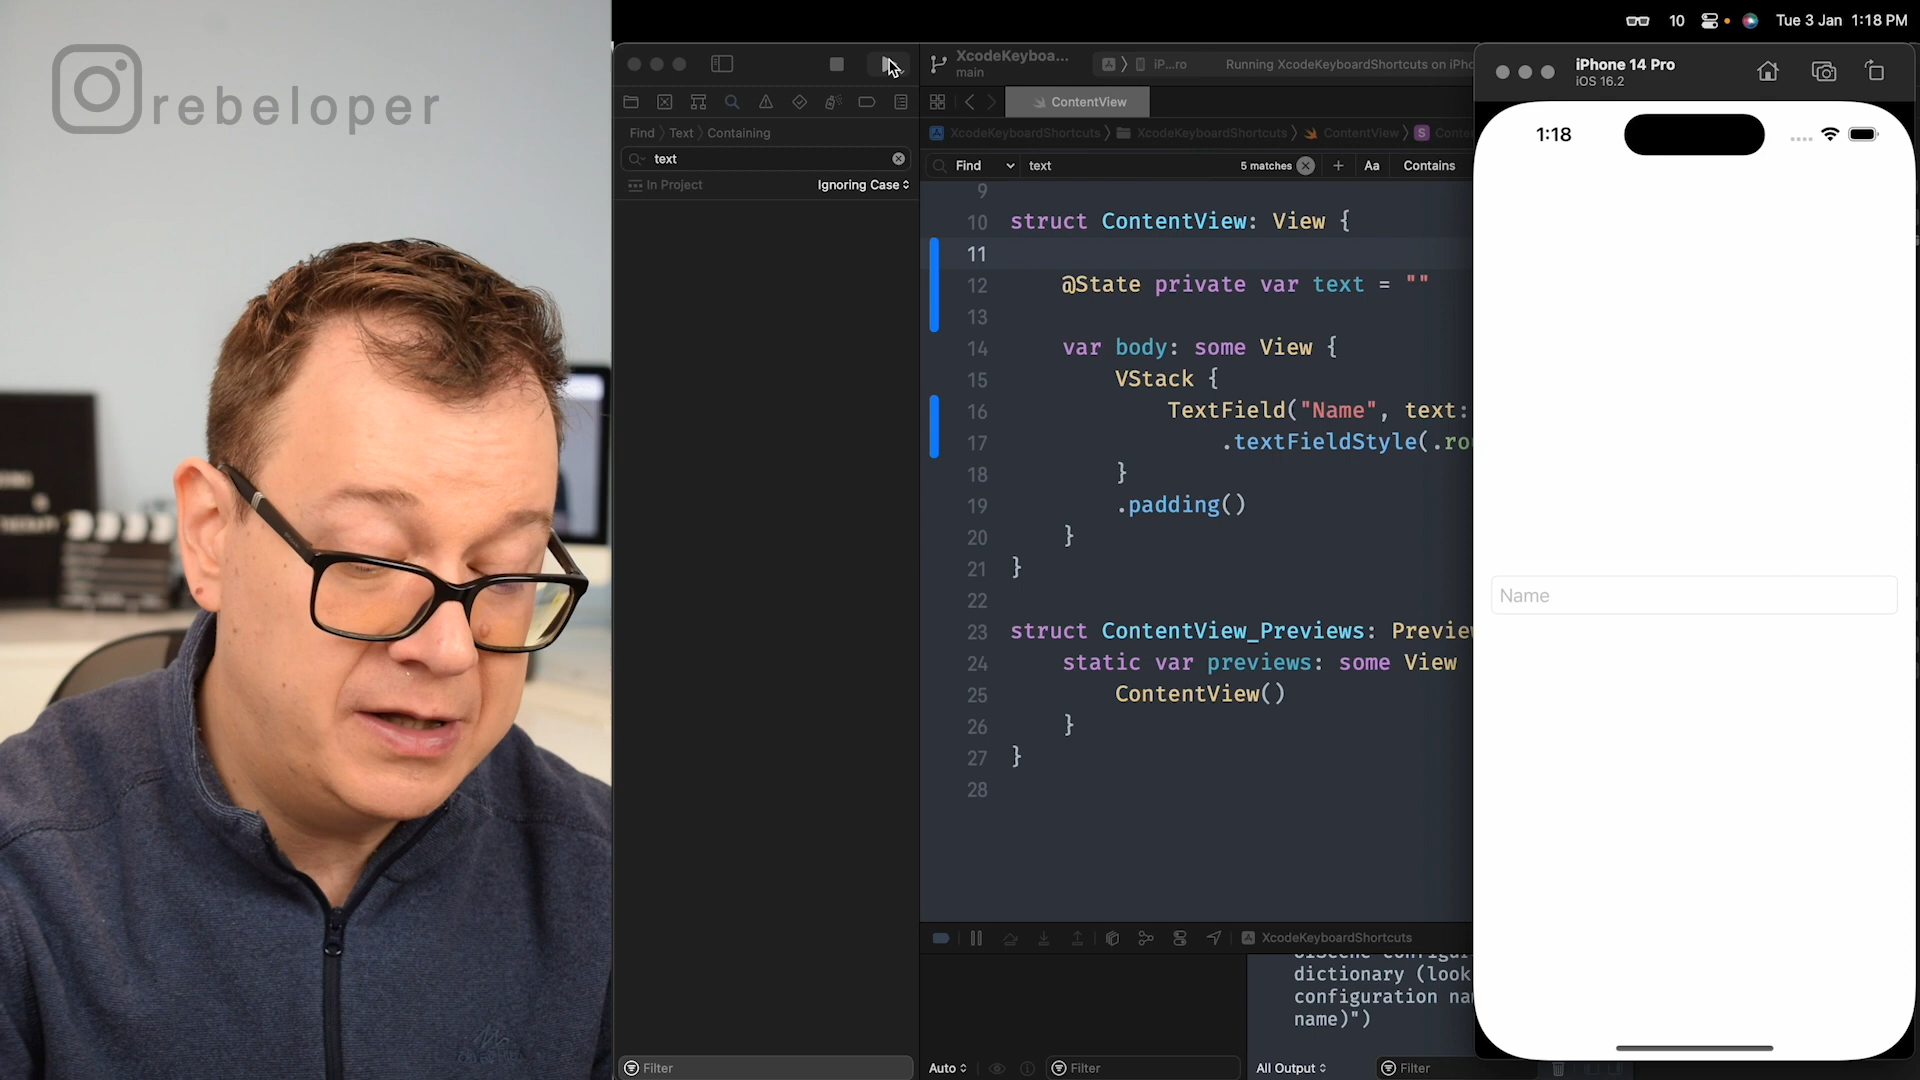 rebeloper
10
Tue 3 Jan 1:18 PM
XcodeKeyboa...
main
iP...ro
Running XcodeKeyboardShortcuts on iPho
iPhone 14 Pro
iOS 16.2
ContentView
Find
Text
Containing
XcodeKeyboardShortcuts
XcodeKeyboardShortcuts
ContentView
S
Conte
text
Find
text
5 matches
Aa
Contains
In Project
Ignoring Case
1:18
9
10 struct ContentView: View {
11
12 @State private var text = ""
13
14 var body: some View {
15 VStack {
16 TextField("Name", text:
17 .textFieldStyle(.ro
18 }
19 .padding()
20 }
21 }
22
23 struct ContentView_Previews: Previe
24 static var previews: some View
25 ContentView()
26 }
27 }
28
Name
XcodeKeyboardShortcuts
UIScene configur
dictionary (look
configuration na
name)")
Filter
Auto
Filter
All Output
Filter